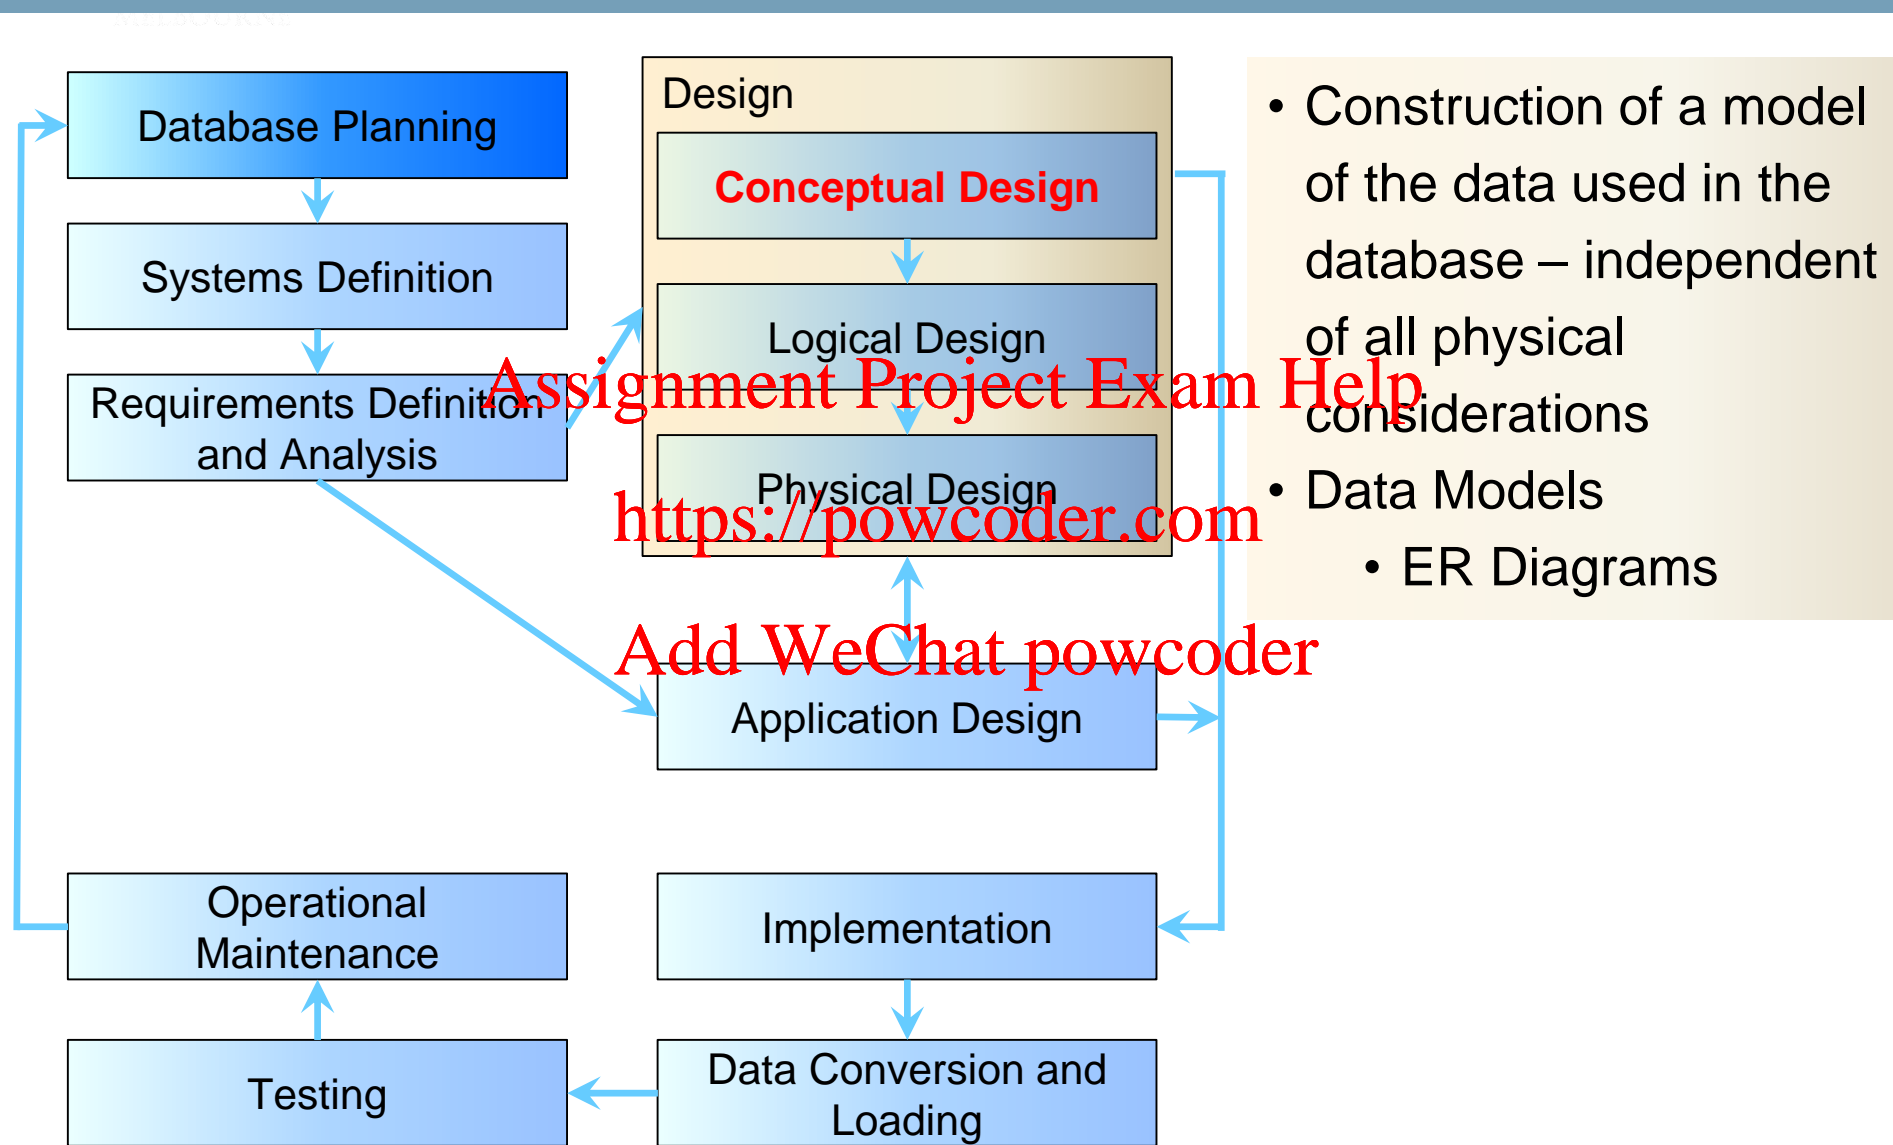 Database Planning
Systems Definition
Requirements Definition
and Analysis
Design
Conceptual Design
Logical Design
Physical Design
Application Design
Implementation
Data Conversion and
Loading
Testing
Operational
Maintenance
• Construction of a model
of the data used in the
database – independent
of all physical
considerations
• Data Models
• ER Diagrams
Assignment Project Exam Help
https://powcoder.com
Add WeChat powcoder